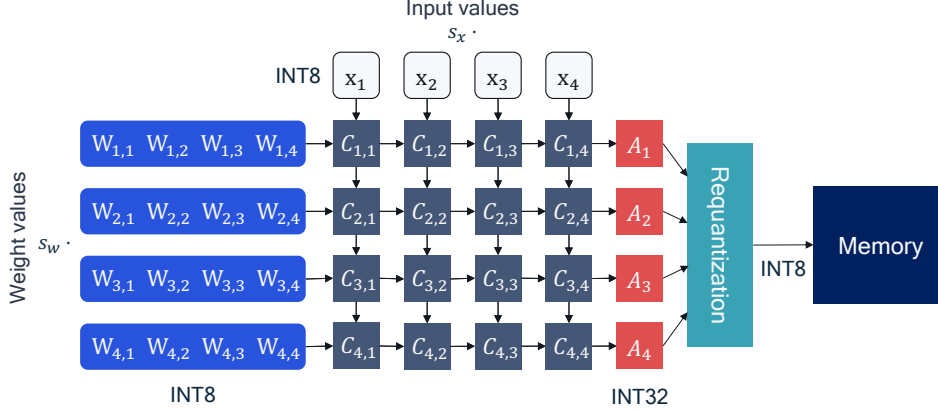 Input values
sₓ ·
INT8
x₁ x₂ x₃ x₄
W₁,₁ W₁,₂ W₁,₃ W₁,₄ C₁,₁ C₁,₂ C₁,₃ C₁,₄ A₁
W₂,₁ W₂,₂ W₂,₃ W₂,₄ C₂,₁ C₂,₂ C₂,₃ C₂,₄ A₂
W₃,₁ W₃,₂ W₃,₃ W₃,₄ C₃,₁ C₃,₂ C₃,₃ C₃,₄ A₃
W₄,₁ W₄,₂ W₄,₃ W₄,₄ C₄,₁ C₄,₂ C₄,₃ C₄,₄ A₄
Weight values
s_w ·
Requantization
INT8
Memory
INT8
INT32